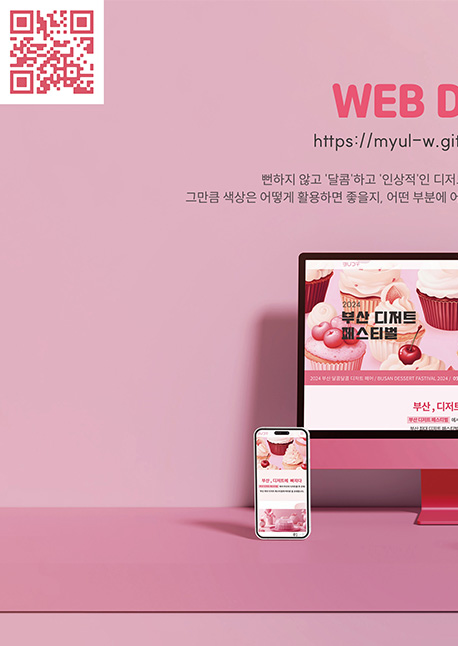 WEB D
https://myul-w.git
뻔하지 않고 '달콤'하고 '인상적'인 디저
그만큼 색상은 어떻게 활용하면 좋을지, 어떤 부분에 어
2024
부산 디저트
페스티벌
2024 부산 달콤달콤 디저트 페어 / BUSAN DESSERT FASTIVAL 2024 /
부산, 디저트
부산 디저트 페스티벌
부산 최대 디저트 페스티벌
부산, 디저트에 빠지다